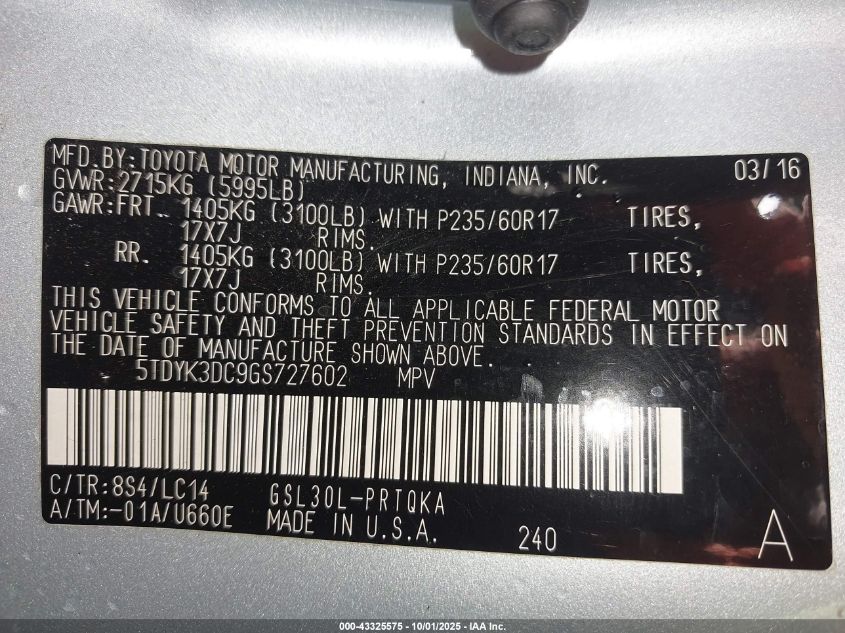 MFD. BY: TOYOTA MOTOR MANUFACTURING, INDIANA, INC. 03/16
GVWR: 2715KG (5995LB)
GAWR: FRT. 1405KG (3100LB) WITH P235/60R17 TIRES,
17X7J RIMS.
RR. 1405KG (3100LB) WITH P235/60R17 TIRES,
17X7J RIMS.
THIS VEHICLE CONFORMS TO ALL APPLICABLE FEDERAL MOTOR
VEHICLE SAFETY AND THEFT PREVENTION STANDARDS IN EFFECT ON
THE DATE OF MANUFACTURE SHOWN ABOVE.
5TDYK3DC9GS727602 MPV
C/TR: 8S4/LC14 GSL30L-PRTQKA
A/TM: -01A/U660E MADE IN U.S.A. 240 A
000-43325575 - 10/01/2025 - IAA Inc.